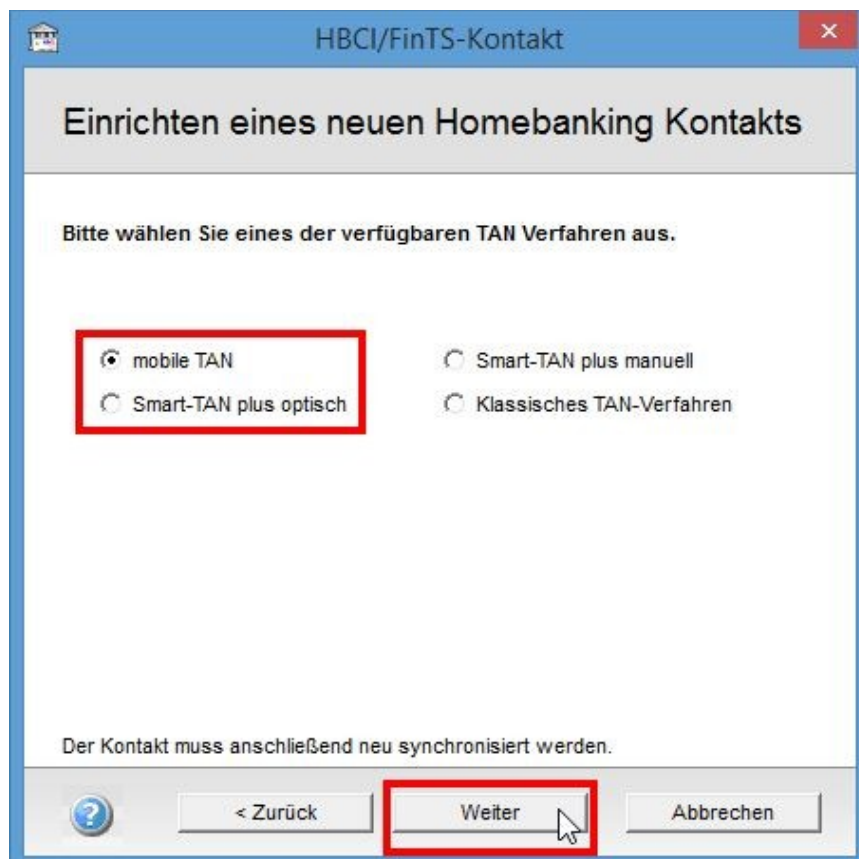 HBCI/FinTS-Kontakt
Einrichten eines neuen Homebanking Kontakts
Bitte wählen Sie eines der verfügbaren TAN Verfahren aus.
mobile TAN
Smart-TAN plus manuell
Smart-TAN plus optisch
Klassisches TAN-Verfahren
Der Kontakt muss anschließend neu synchronisiert werden.
? < Zurück Weiter Abbrechen